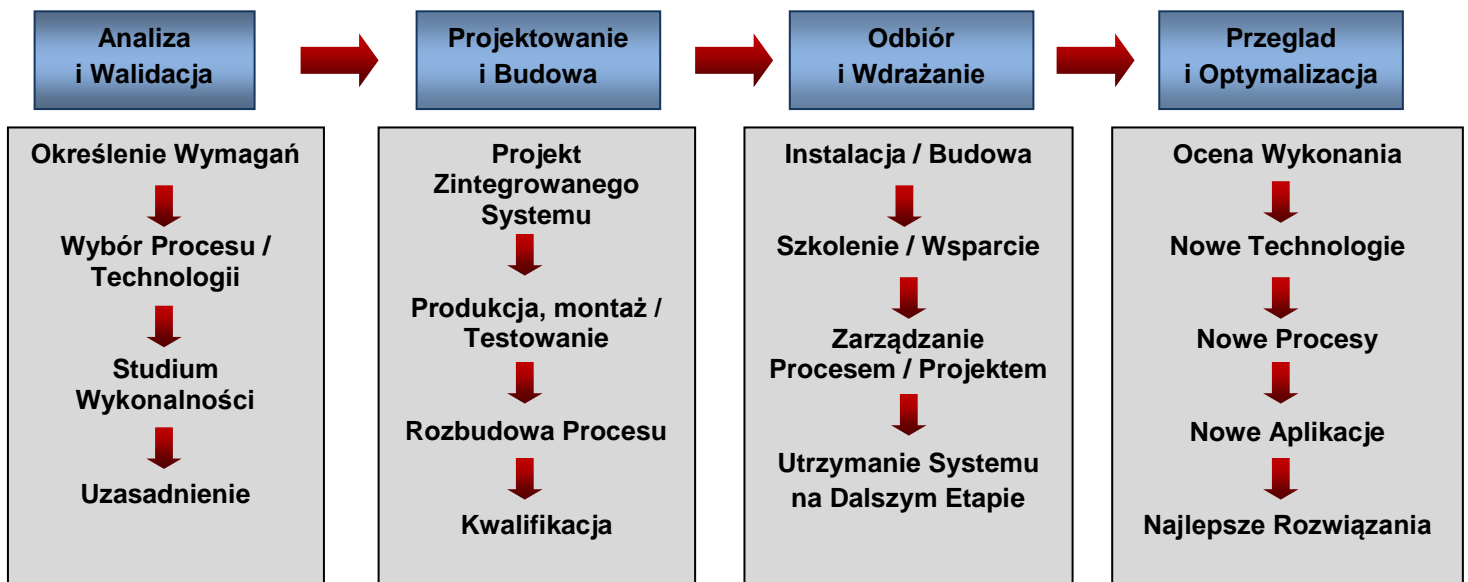 Analiza
i Walidacja
Projektowanie
i Budowa
Odbiór
i Wdrażanie
Przeglad
i Optymalizacja
Określenie Wymagań
Wybór Procesu /
Technologii
Studium
Wykonalności
Uzasadnienie
Projekt
Zintegrowanego
Systemu
Produkcja, montaż /
Testowanie
Rozbudowa Procesu
Kwalifikacja
Instalacja / Budowa
Szkolenie / Wsparcie
Zarządzanie
Procesem / Projektem
Utrzymanie Systemu
na Dalszym Etapie
Ocena Wykonania
Nowe Technologie
Nowe Procesy
Nowe Aplikacje
Najlepsze Rozwiązania